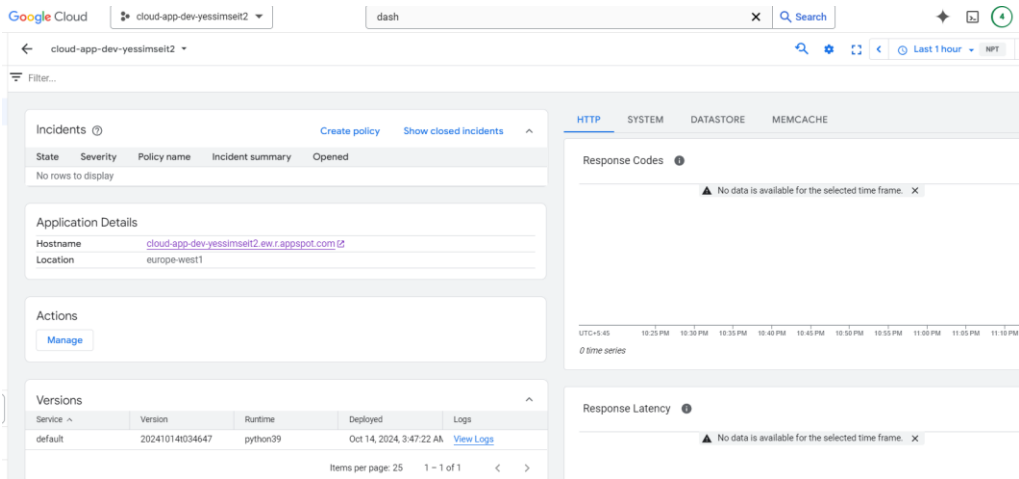 Google Cloud
cloud-app-dev-yessimseit2
dash
Search
4
cloud-app-dev-yessimseit2
Last 1 hour
NPT
Filter...
Incidents
Create policy
Show closed incidents
State Severity Policy name Incident summary Opened
No rows to display
Application Details
Hostname cloud-app-dev-yessimseit2.ew.r.appspot.com
Location europe-west1
Actions
Manage
Versions
Service Version Runtime Deployed Logs
default 20241014t034647 python39 Oct 14, 2024, 3:47:22 AM View Logs
Items per page: 25 1 – 1 of 1
HTTP SYSTEM DATASTORE MEMCACHE
Response Codes
No data is available for the selected time frame.
UTC+5:45 10:25 PM 10:30 PM 10:35 PM 10:40 PM 10:45 PM 10:50 PM 10:55 PM 11:00 PM 11:05 PM 11:10 PM
0 time series
Response Latency
No data is available for the selected time frame.